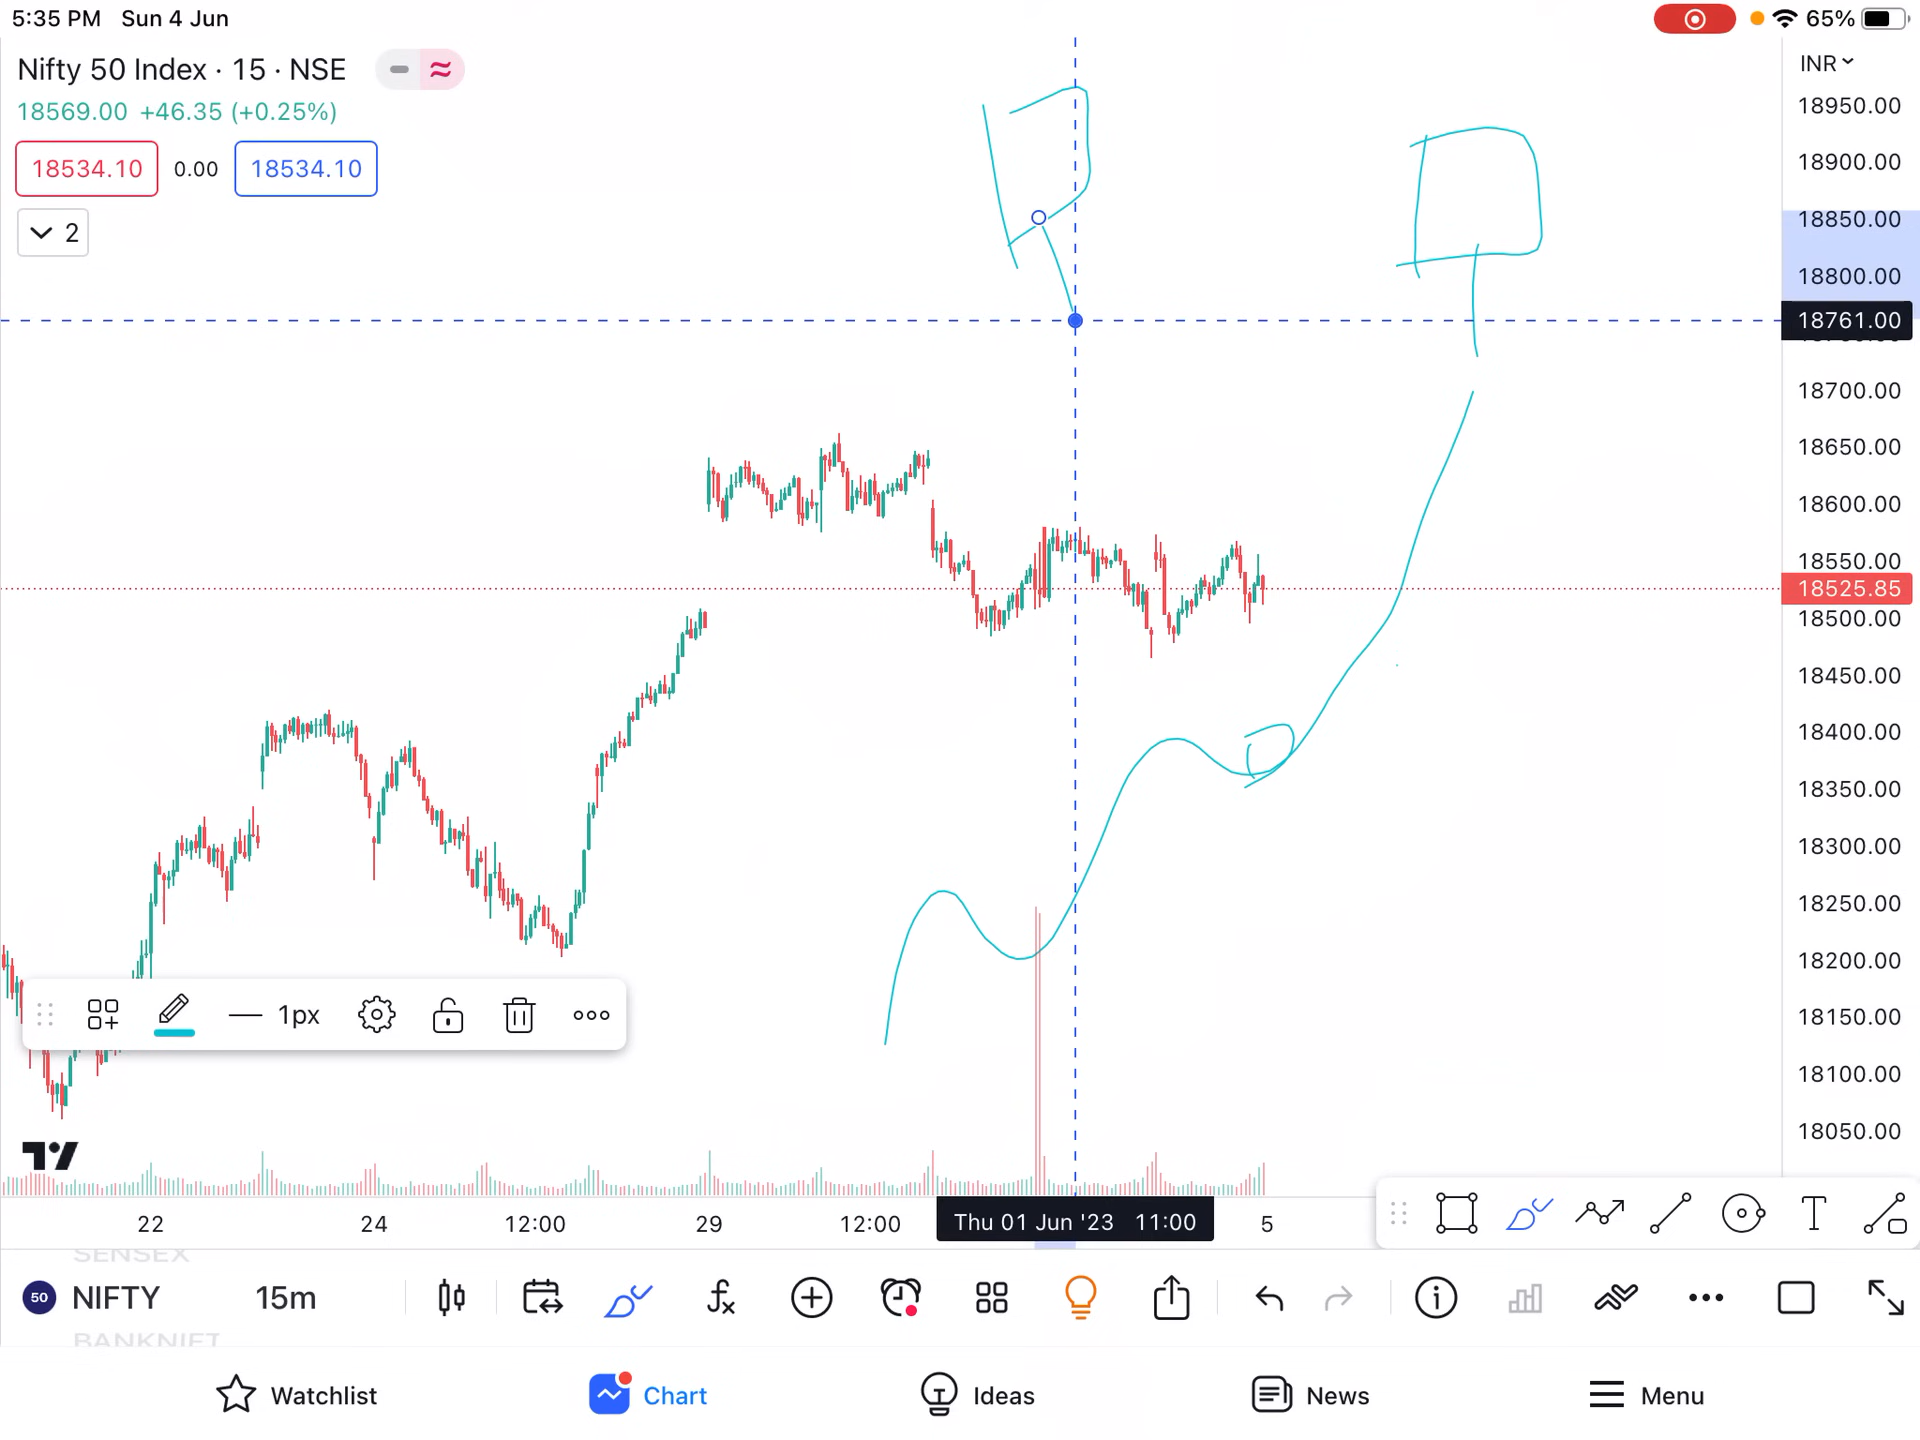 5:35 PM Sun 4 Jun 65%
Nifty 50 Index · 15 · NSE
INR
18569.00 +46.35 (+0.25%)
18534.10 0.00 18534.10
2
18950.00
18900.00
18850.00
18800.00
18761.00
18700.00
18650.00
18600.00
18550.00
18525.85
18500.00
18450.00
18400.00
18350.00
18300.00
18250.00
18200.00
18150.00
18100.00
18050.00
1px
22 24 12:00 29 12:00 Thu 01 Jun '23 11:00 5
T
SENSEX
50 NIFTY 15m
BANKNIFT
Watchlist Chart Ideas News Menu